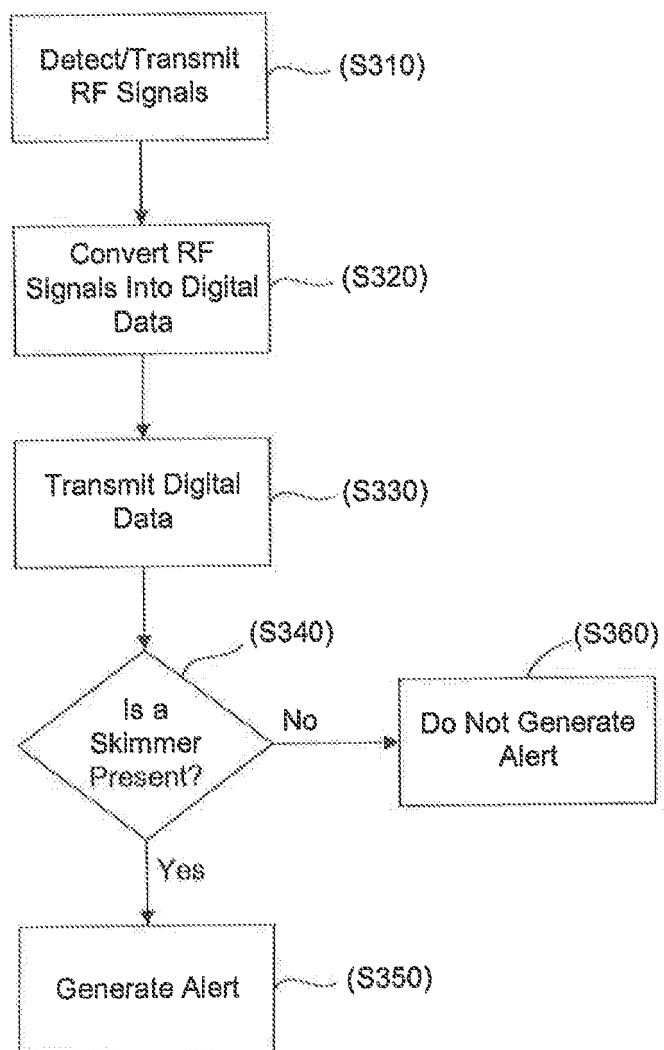 Detect/Transmit
RF Signals
(S310)
Convert RF
Signals Into Digital
Data
(S320)
Transmit Digital
Data
(S330)
(S340)
Is a
Skimmer
Present?
No
(S360)
Do Not Generate
Alert
Yes
Generate Alert
(S350)